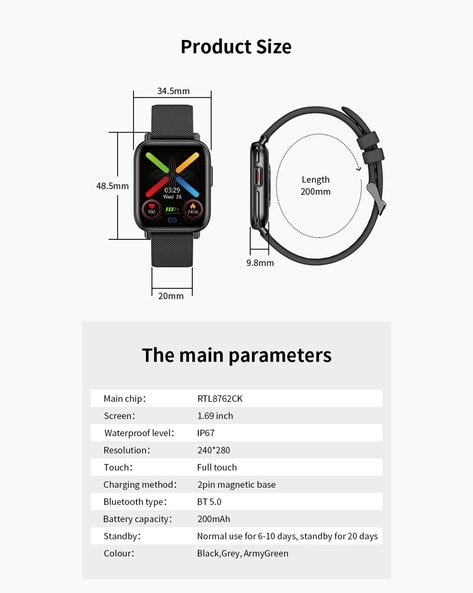 Product Size
34.5mm
48.5mm
03:29
Wed 26
102
7456
20mm
Length
200mm
9.8mm
The main parameters
Main chip: RTL8762CK
Screen: 1.69 inch
Waterproof level: IP67
Resolution: 240*280
Touch: Full touch
Charging method: 2pin magnetic base
Bluetooth type: BT 5.0
Battery capacity: 200mAh
Standby: Normal use for 6-10 days, standby for 20 days
Colour: Black,Grey, ArmyGreen